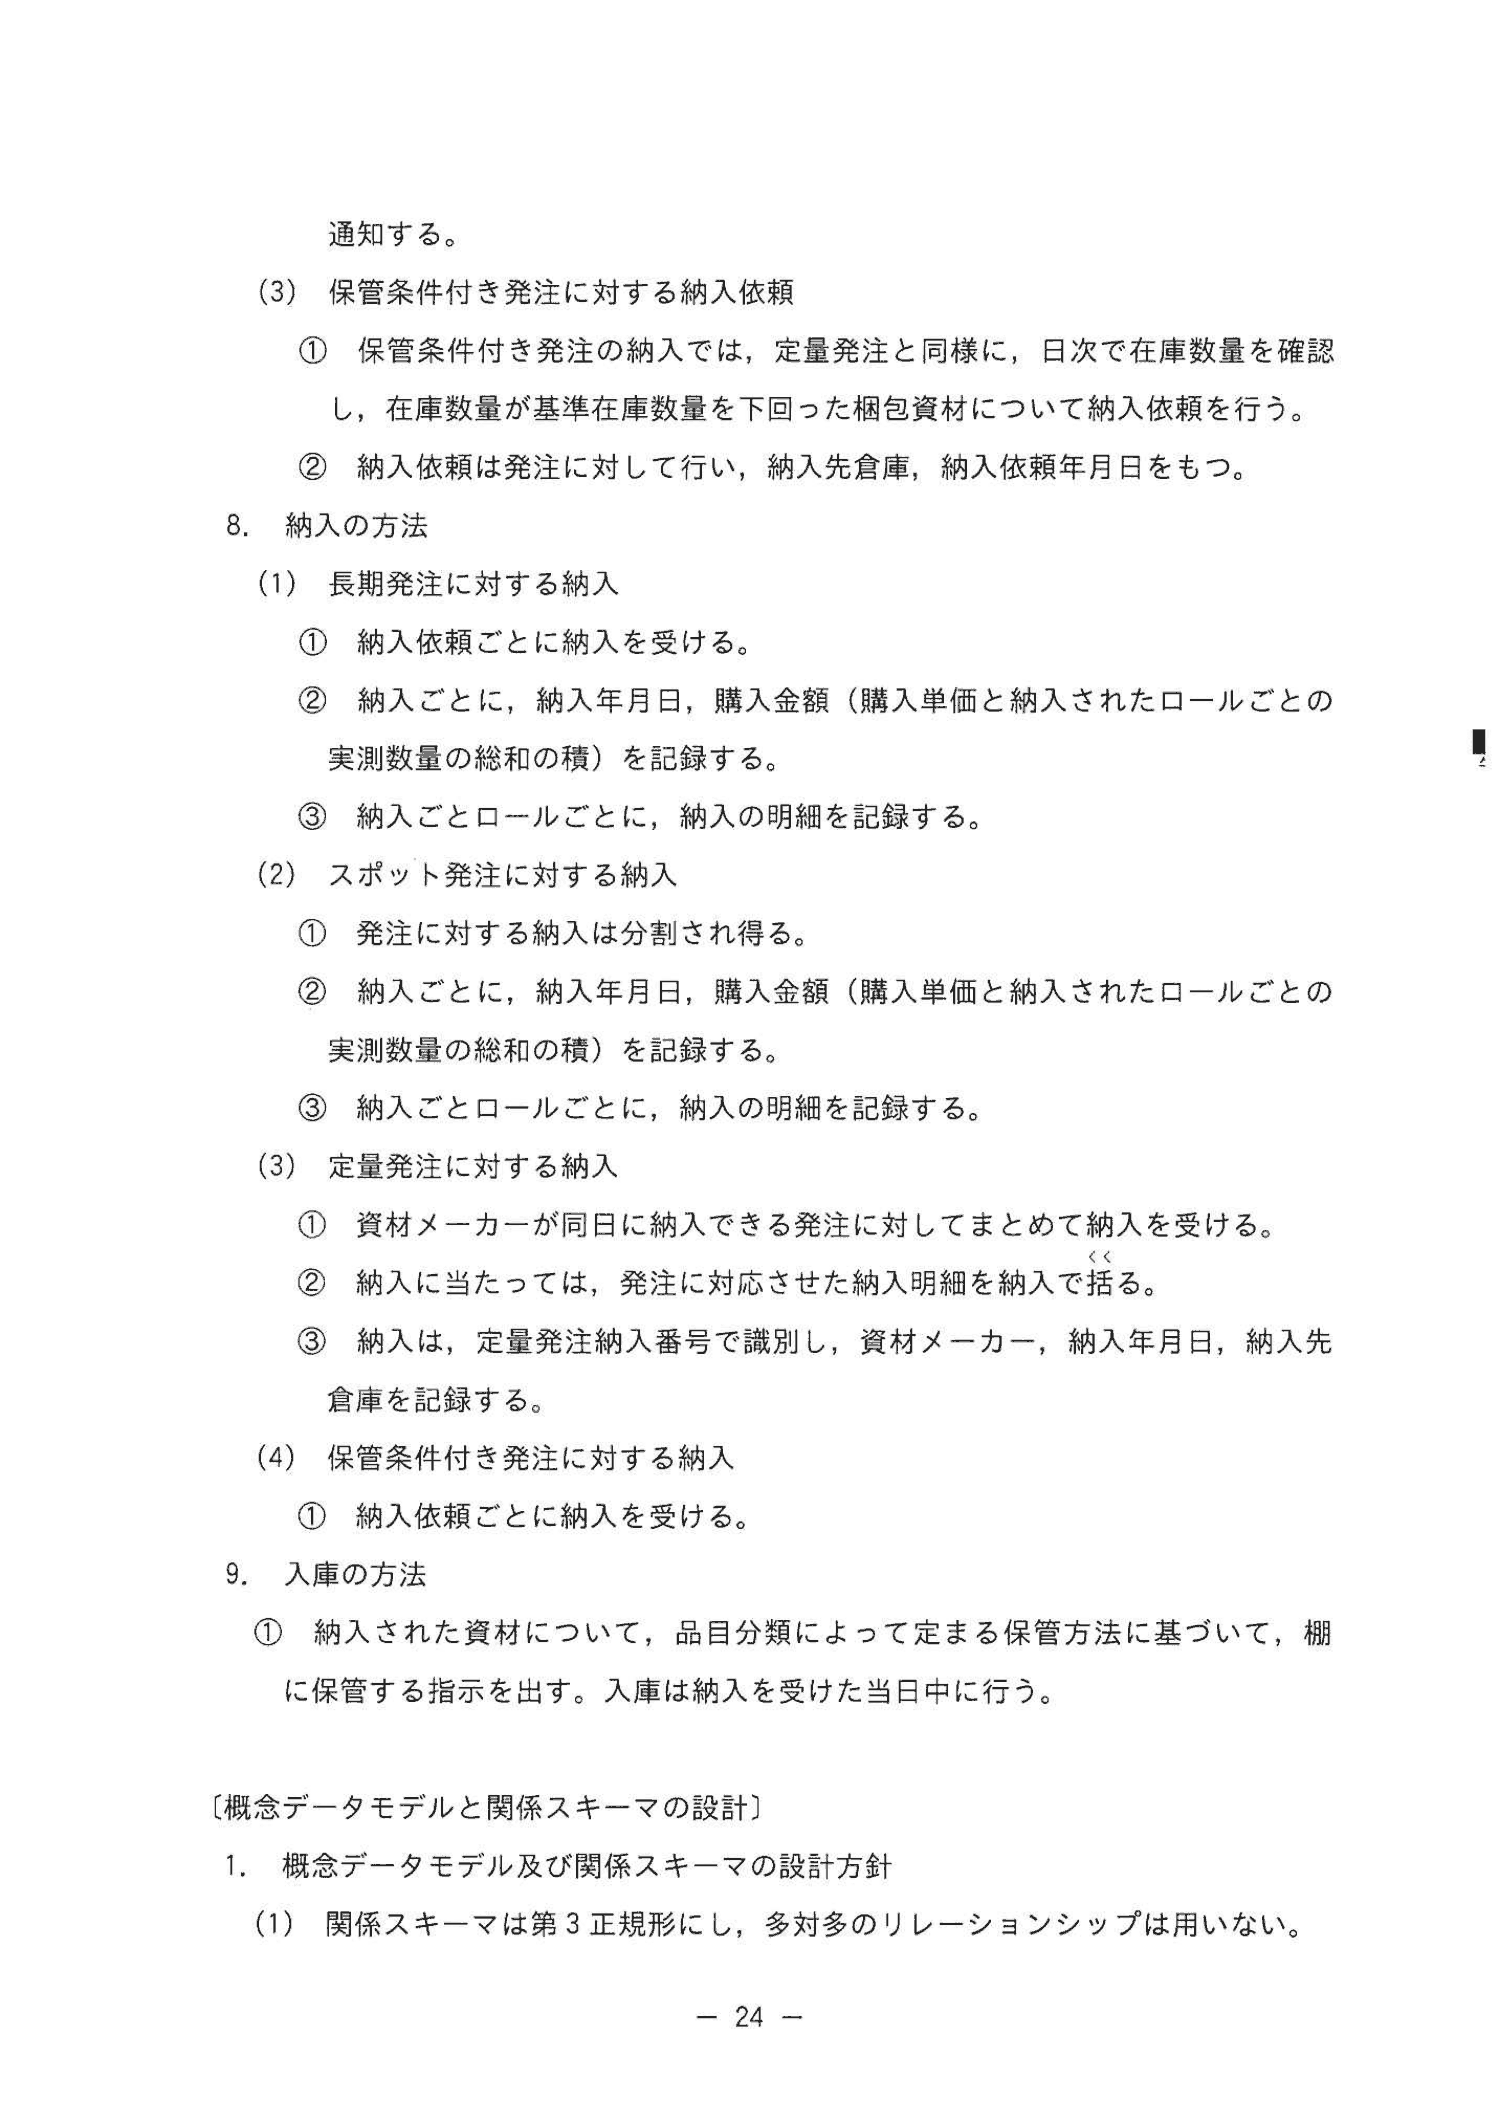 通知する。
(3) 保管条件付き発注に対する納入依頼
① 保管条件付き発注の納入では，定量発注と同様に，日次で在庫数量を確認
し，在庫数量が基準在庫数量を下回った梱包資材について納入依頼を行う。
② 納入依頼は発注に対して行い，納入先倉庫，納入依頼年月日をもつ。
8. 納入の方法
(1) 長期発注に対する納入
① 納入依頼ごとに納入を受ける。
② 納入ごとに，納入年月日，購入金額（購入単価と納入されたロールごとの
実測数量の総和の積）を記録する。
③ 納入ごとロールごとに，納入の明細を記録する。
(2) スポット発注に対する納入
① 発注に対する納入は分割され得る。
② 納入ごとに，納入年月日，購入金額（購入単価と納入されたロールごとの
実測数量の総和の積）を記録する。
③ 納入ごとロールごとに，納入の明細を記録する。
(3) 定量発注に対する納入
① 資材メーカーが同日に納入できる発注に対してまとめて納入を受ける。
くく
② 納入に当たっては，発注に対応させた納入明細を納入で括る。
③ 納入は，定量発注納入番号で識別し，資材メーカー，納入年月日，納入先
倉庫を記録する。
(4) 保管条件付き発注に対する納入
① 納入依頼ごとに納入を受ける。
9. 入庫の方法
① 納入された資材について，品目分類によって定まる保管方法に基づいて，棚
に保管する指示を出す。入庫は納入を受けた当日中に行う。
〔概念データモデルと関係スキーマの設計〕
1. 概念データモデル及び関係スキーマの設計方針
(1) 関係スキーマは第3正規形にし，多対多のリレーションシップは用いない。
－ 24 －